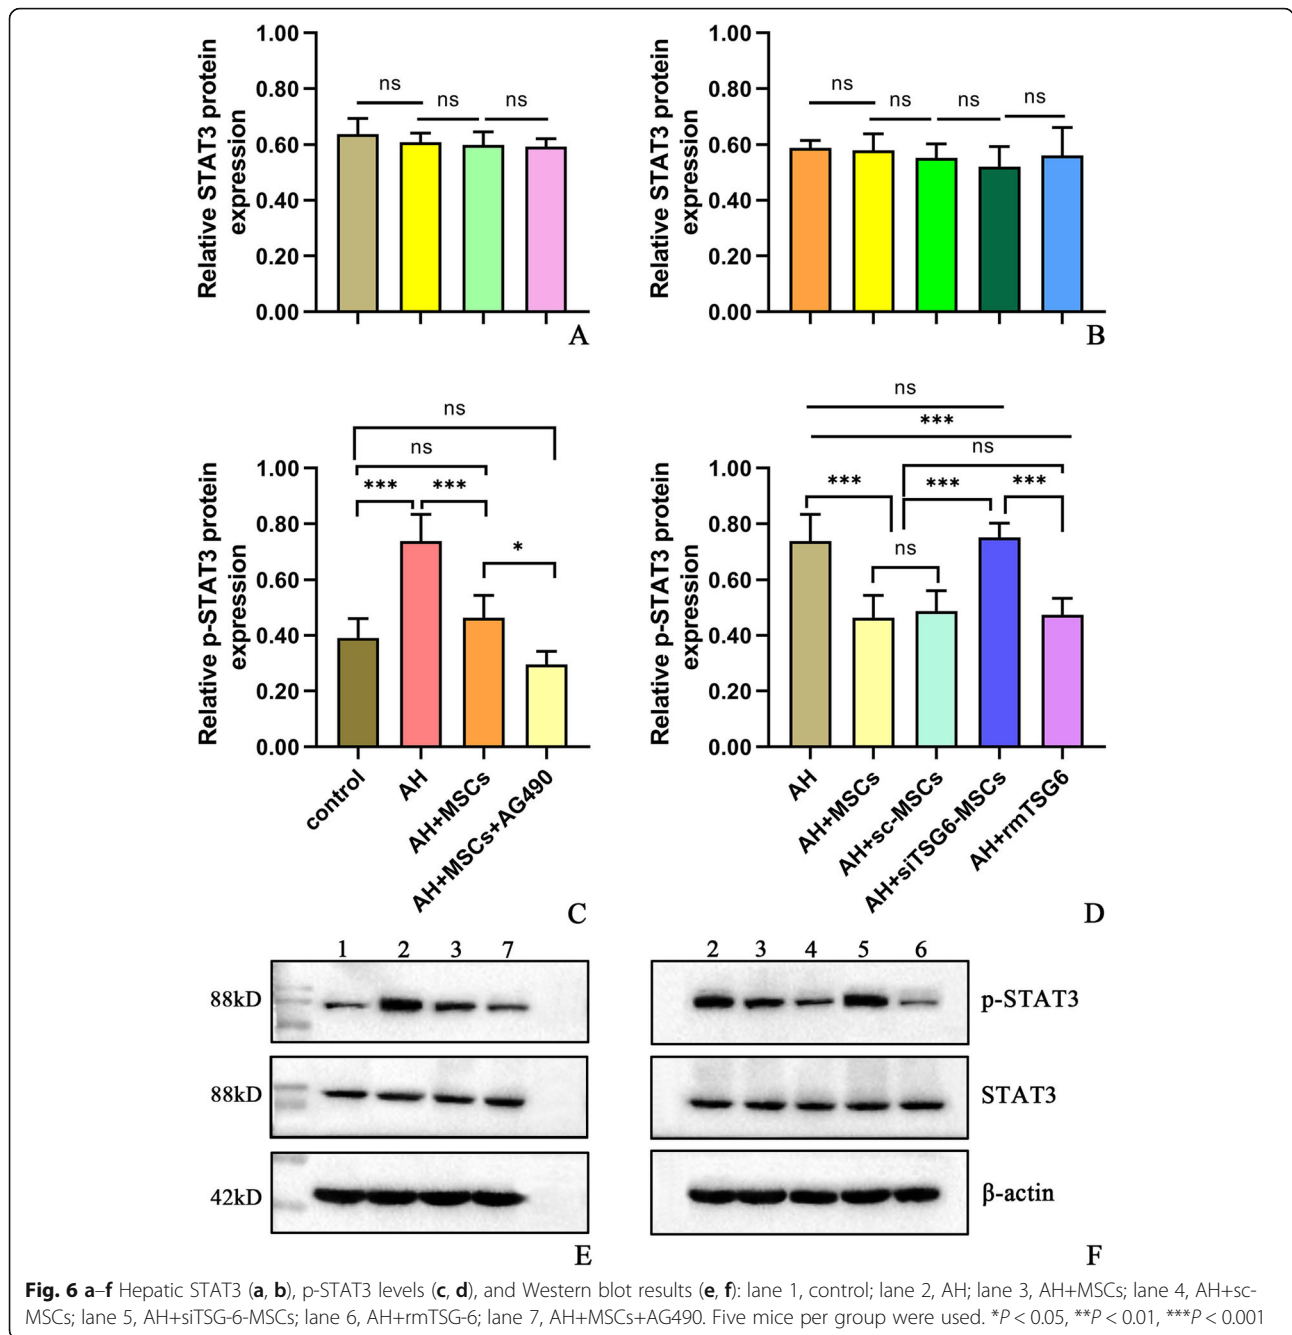 1.00
0.80
0.60
0.40
0.20
0.00
Relative STAT3 protein
expression
ns
ns
ns
A
1.00
0.80
0.60
0.40
0.20
0.00
Relative STAT3 protein
expression
ns
ns
ns
ns
B
1.00
0.80
0.60
0.40
0.20
0.00
Relative p-STAT3 protein
expression
ns
ns
***
***
*
control
AH
AH+MSCs
AH+MSCs+AG490
C
1.00
0.80
0.60
0.40
0.20
0.00
Relative p-STAT3 protein
expression
ns
***
ns
***
***
***
ns
AH
AH+MSCs
AH+sc-MSCs
AH+siTSG6-MSCs
AH+rmTSG6
D
1 2 3 7
88kD
88kD
42kD
E
2 3 4 5 6
p-STAT3
STAT3
β-actin
F
Fig. 6 a–f Hepatic STAT3 (a, b), p-STAT3 levels (c, d), and Western blot results (e, f): lane 1, control; lane 2, AH; lane 3, AH+MSCs; lane 4, AH+sc-
MSCs; lane 5, AH+siTSG-6-MSCs; lane 6, AH+rmTSG-6; lane 7, AH+MSCs+AG490. Five mice per group were used. *P < 0.05, **P < 0.01, ***P < 0.001